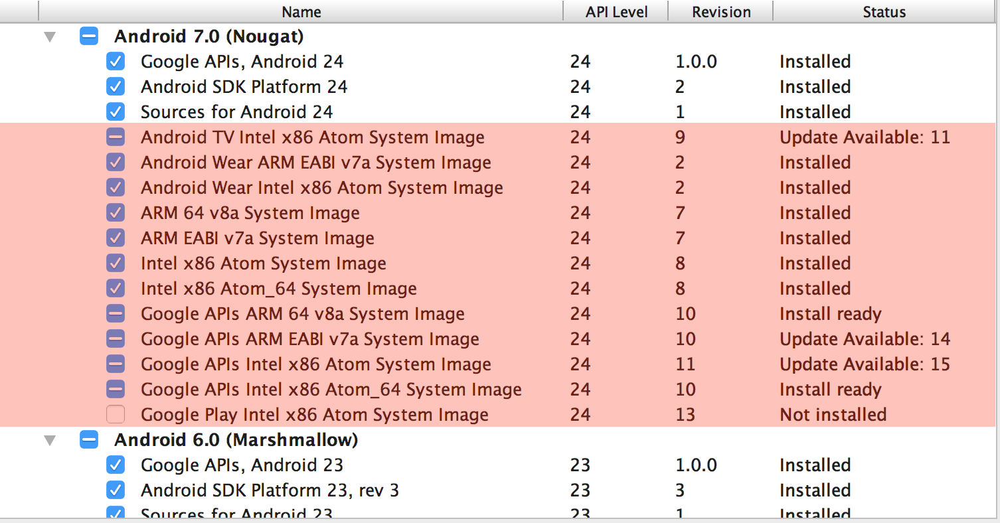 Name API Level Revision Status
Android 7.0 (Nougat)
Google APIs, Android 24 24 1.0.0 Installed
Android SDK Platform 24 24 2 Installed
Sources for Android 24 24 1 Installed
Android TV Intel x86 Atom System Image 24 9 Update Available: 11
Android Wear ARM EABI v7a System Image 24 2 Installed
Android Wear Intel x86 Atom System Image 24 2 Installed
ARM 64 v8a System Image 24 7 Installed
ARM EABI v7a System Image 24 7 Installed
Intel x86 Atom System Image 24 8 Installed
Intel x86 Atom_64 System Image 24 8 Installed
Google APIs ARM 64 v8a System Image 24 10 Install ready
Google APIs ARM EABI v7a System Image 24 10 Update Available: 14
Google APIs Intel x86 Atom System Image 24 11 Update Available: 15
Google APIs Intel x86 Atom_64 System Image 24 10 Install ready
Google Play Intel x86 Atom System Image 24 13 Not installed
Android 6.0 (Marshmallow)
Google APIs, Android 23 23 1.0.0 Installed
Android SDK Platform 23, rev 3 23 3 Installed
Sources for Android 23 23 1 Installed